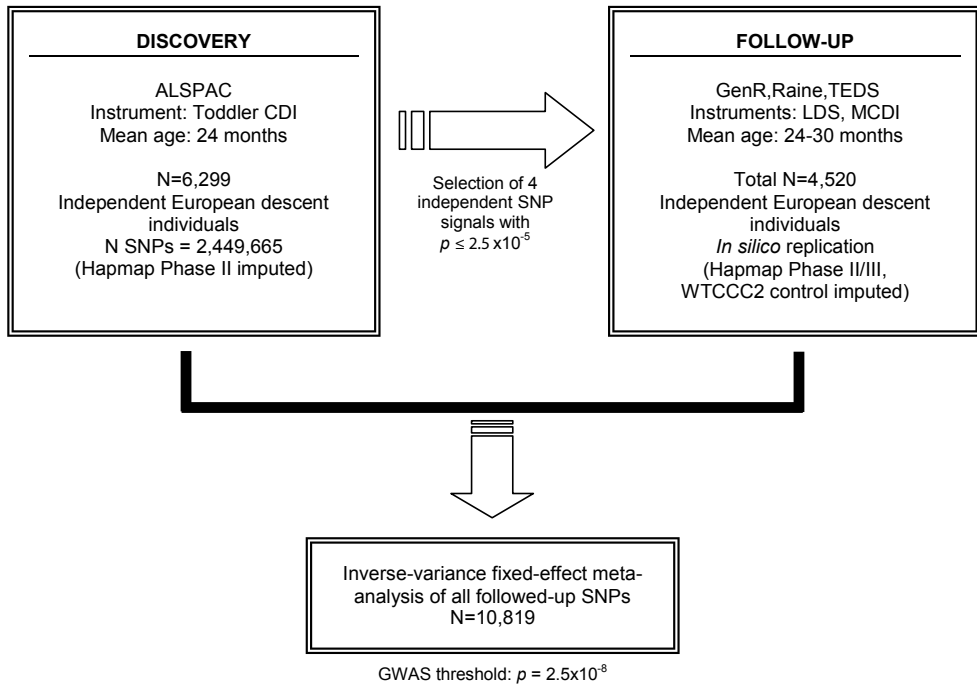 DISCOVERY
ALSPAC
Instrument: Toddler CDI
Mean age: 24 months
N=6,299
Independent European descent
individuals
N SNPs = 2,449,665
(Hapmap Phase II imputed)
Selection of 4
independent SNP
signals with
p ≤ 2.5 x10⁻⁵
FOLLOW-UP
GenR,Raine,TEDS
Instruments: LDS, MCDI
Mean age: 24-30 months
Total N=4,520
Independent European descent
individuals
In silico replication
(Hapmap Phase II/III,
WTCCC2 control imputed)
Inverse-variance fixed-effect meta-
analysis of all followed-up SNPs
N=10,819
GWAS threshold: p = 2.5x10⁻⁸